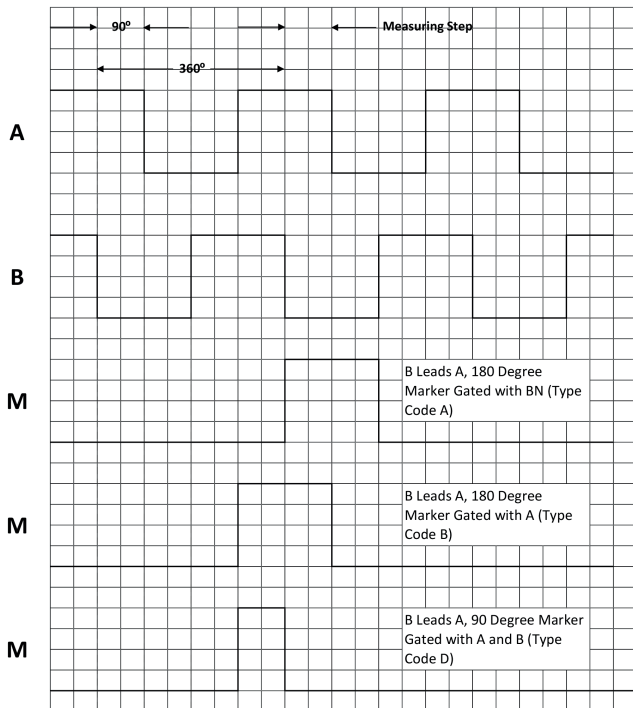 90º
Measuring Step
360º
A
B
M
B Leads A, 180 Degree
Marker Gated with BN (Type
Code A)
M
B Leads A, 180 Degree
Marker Gated with A (Type
Code B)
M
B Leads A, 90 Degree Marker
Gated with A and B (Type
Code D)